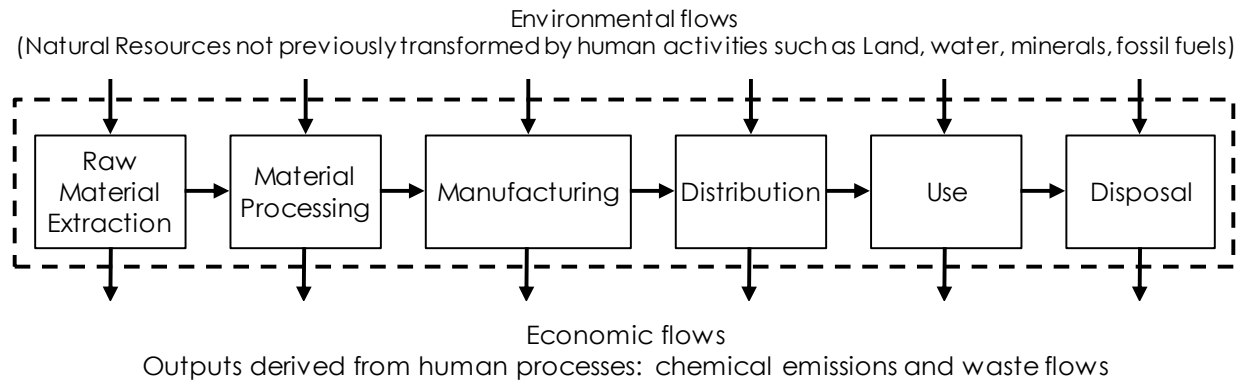 Environmental flows
(Natural Resources not previously transformed by human activities such as Land, water, minerals, fossil fuels)
Raw
Material
Extraction
Material
Processing
Manufacturing
Distribution
Use
Disposal
Economic flows
Outputs derived from human processes: chemical emissions and waste flows